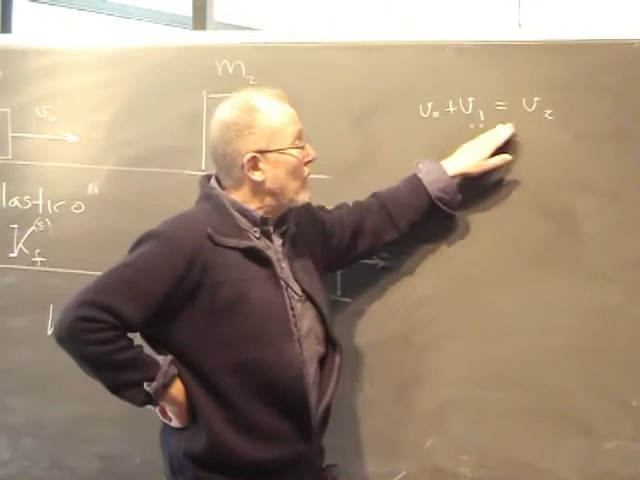 m₂
v₀
v₀ + v₁ = v₂
lastico"
K_f^(s)